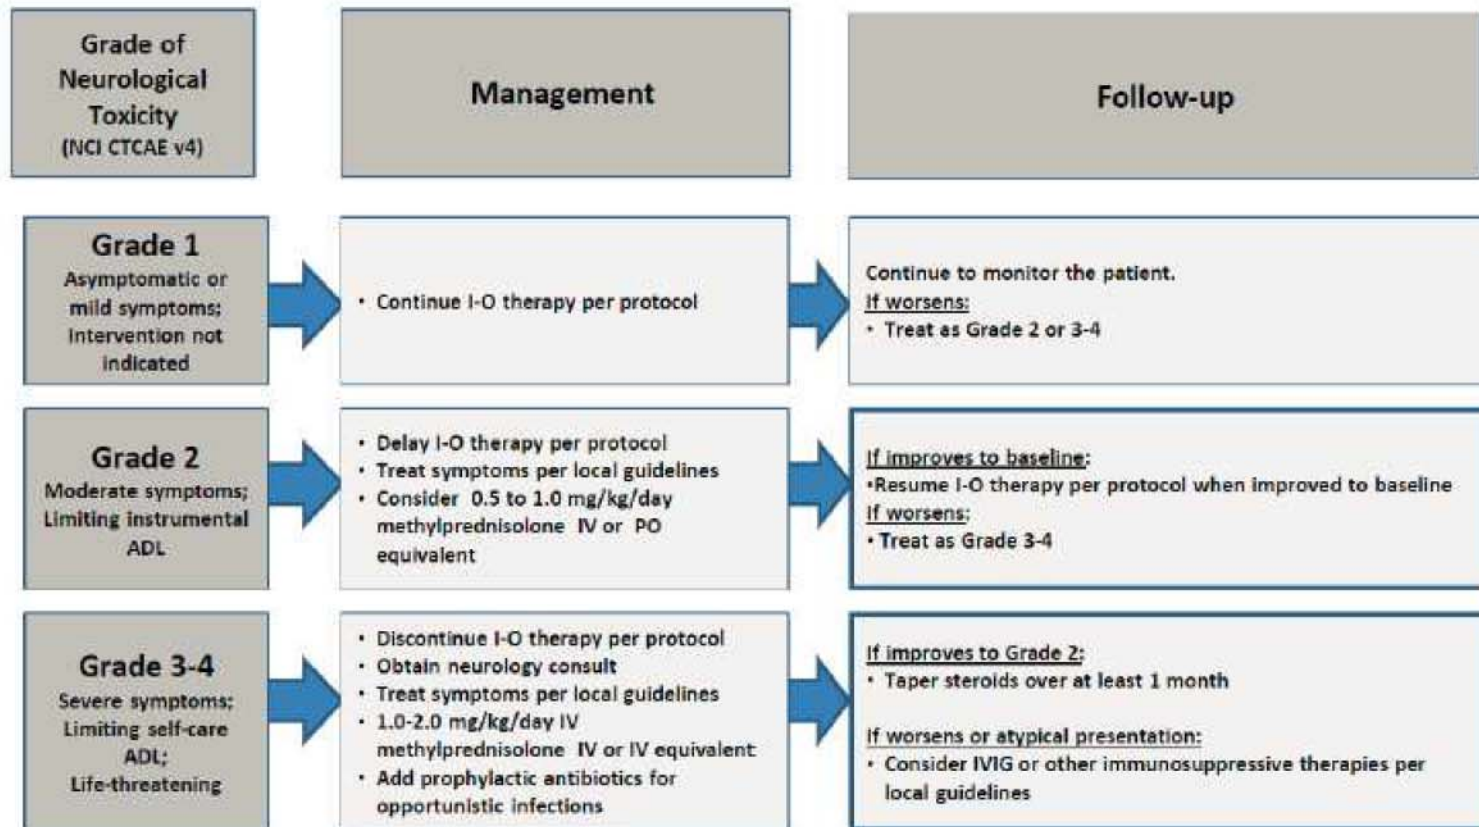 Grade of
Neurological
Toxicity
(NCI CTCAE v4)
Management
Follow-up
Grade 1
Asymptomatic or
mild symptoms;
Intervention not
indicated
• Continue I-O therapy per protocol
Continue to monitor the patient.
If worsens:
• Treat as Grade 2 or 3-4
Grade 2
Moderate symptoms;
Limiting instrumental
ADL
• Delay I-O therapy per protocol
• Treat symptoms per local guidelines
• Consider 0.5 to 1.0 mg/kg/day
methylprednisolone IV or PO
equivalent
If improves to baseline:
•Resume I-O therapy per protocol when improved to baseline
If worsens:
• Treat as Grade 3-4
Grade 3-4
Severe symptoms;
Limiting self-care
ADL;
Life-threatening
• Discontinue I-O therapy per protocol
• Obtain neurology consult
• Treat symptoms per local guidelines
• 1.0-2.0 mg/kg/day IV
methylprednisolone IV or IV equivalent
• Add prophylactic antibiotics for
opportunistic infections
If improves to Grade 2:
• Taper steroids over at least 1 month
If worsens or atypical presentation:
• Consider IVIG or other immunosuppressive therapies per
local guidelines